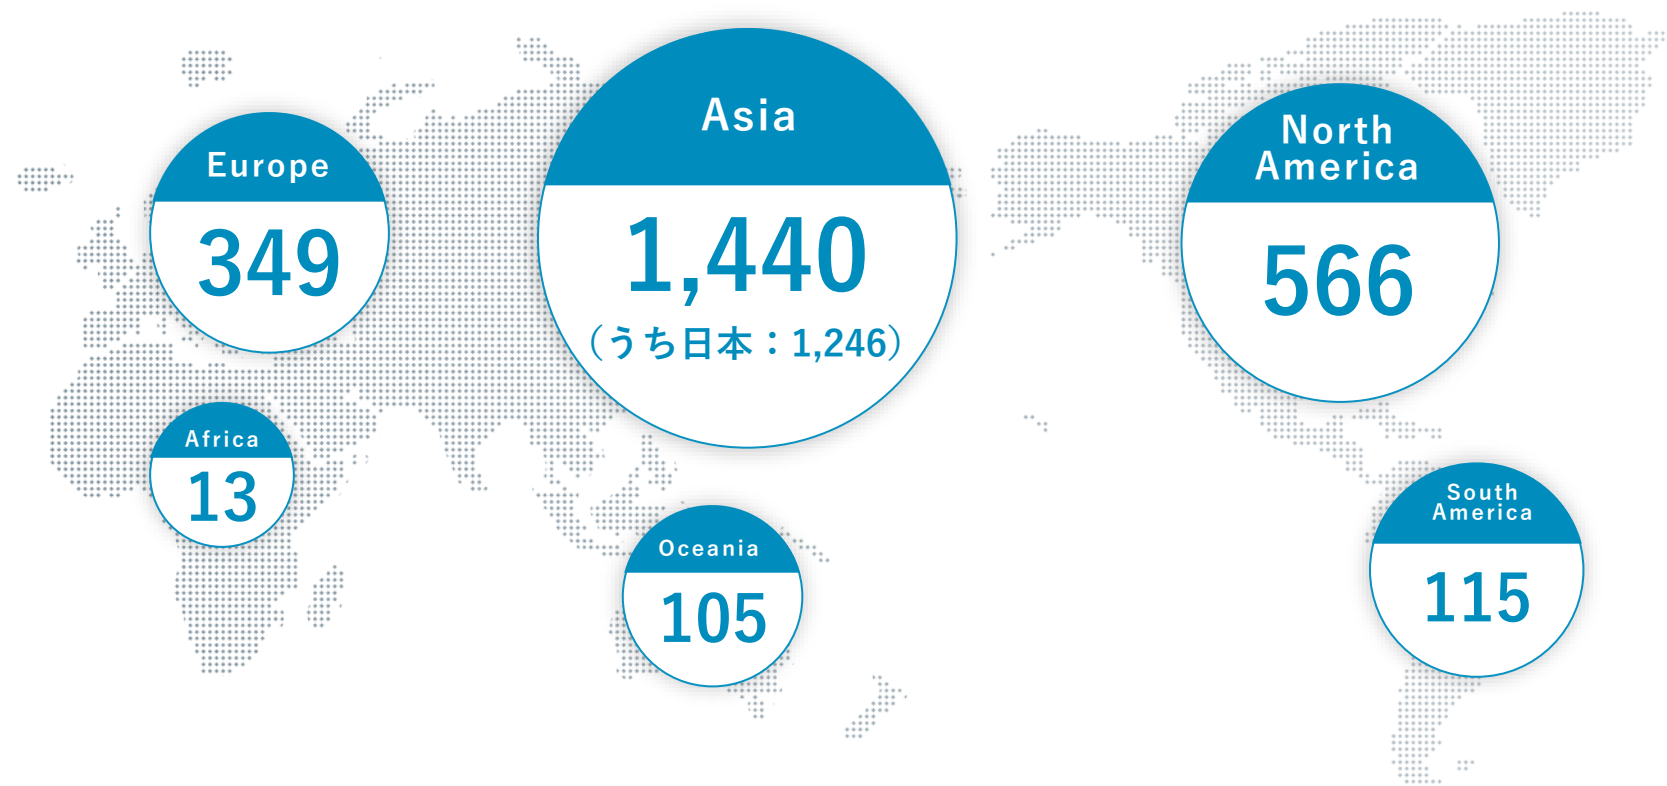 Asia
1,440
（うち日本：1,246）
Europe
349
North
America
566
Africa
13
Oceania
105
South
America
115